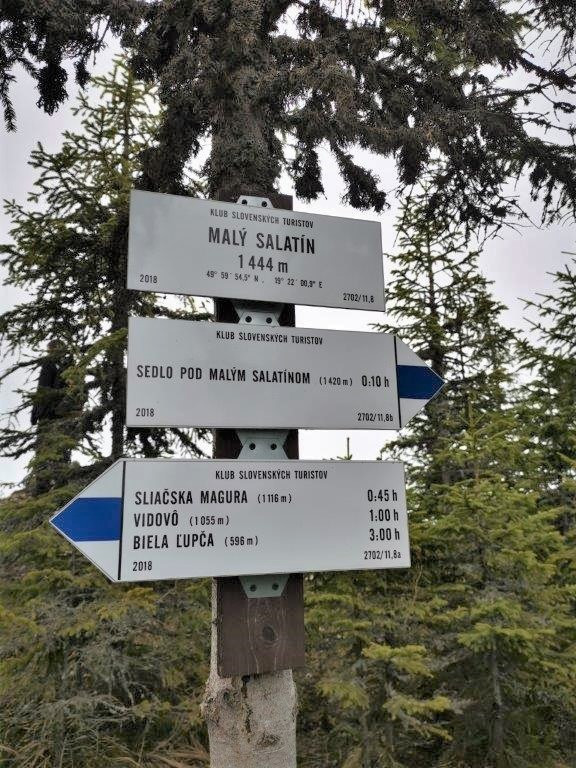 KLUB SLOVENSKÝCH TURISTOV
MALÝ SALATÍN
1444 m
49° 59´ 54,5" N , 19° 22´ 00,9" E
2018 2702/11,8
KLUB SLOVENSKÝCH TURISTOV
SEDLO POD MALÝM SALATÍNOM (1420 m) 0:10 h
2018 2702/11,8b
KLUB SLOVENSKÝCH TURISTOV
SLIAČSKA MAGURA (1116 m) 0:45 h
VIDOVÔ (1055 m) 1:00 h
BIELA ĽUPČA (596 m) 3:00 h
2018 2702/11,8a